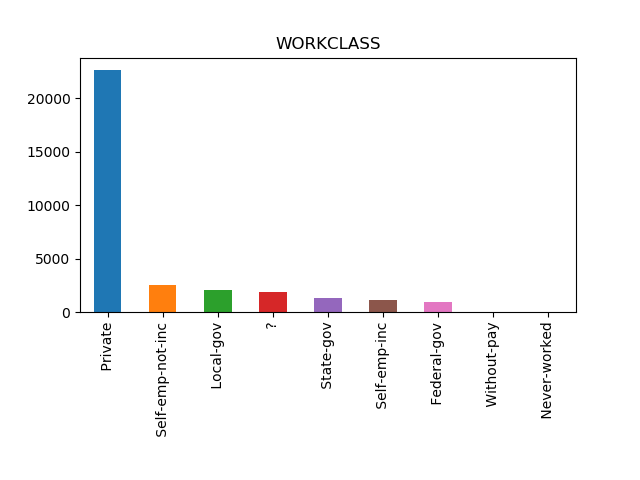 WORKCLASS
20000
15000
10000
5000
0
Private
Self-emp-not-inc
Local-gov
?
State-gov
Self-emp-inc
Federal-gov
Without-pay
Never-worked